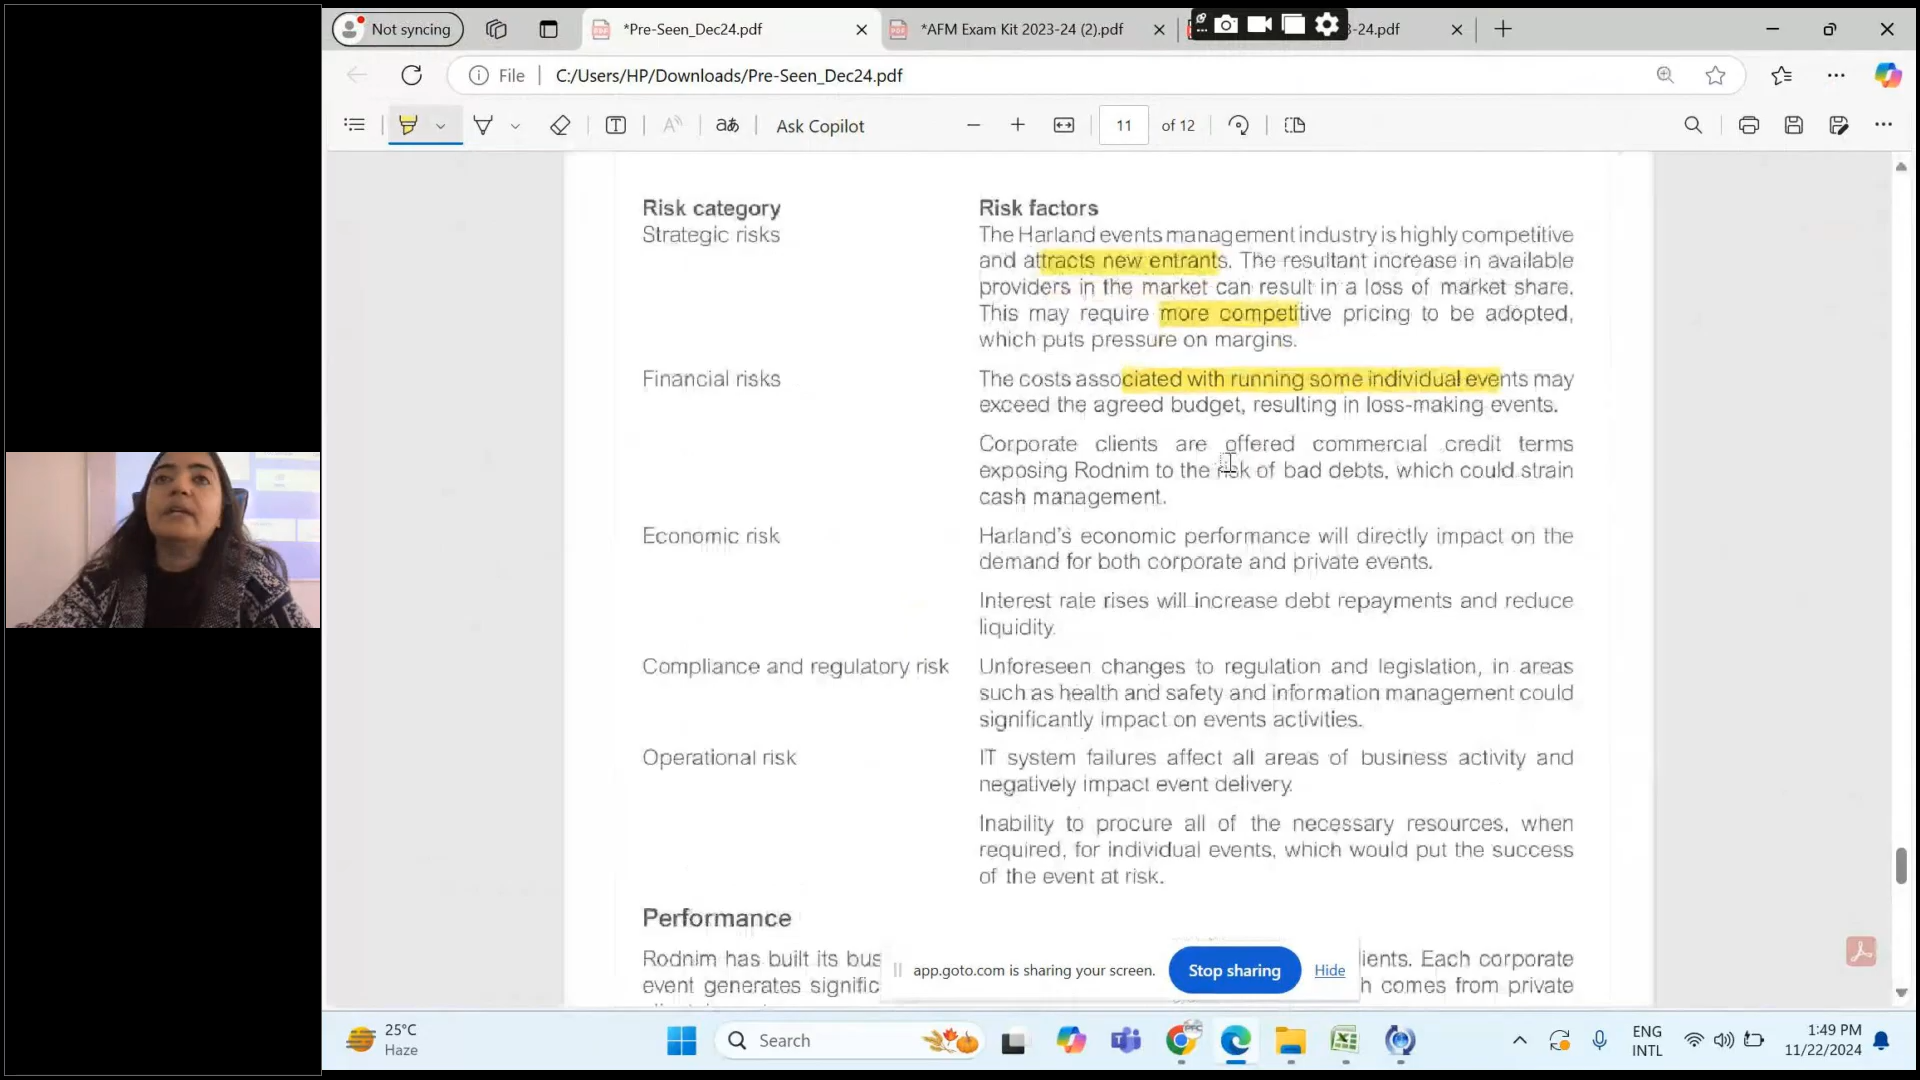 Not syncing
*Pre-Seen_Dec24.pdf
*AFM Exam Kit 2023-24 (2).pdf
3-24.pdf
File
C:/Users/HP/Downloads/Pre-Seen_Dec24.pdf
Ask Copilot
11 of 12
Risk category Risk factors
Strategic risks The Harland events management industry is highly competitive
and attracts new entrants. The resultant increase in available
providers in the market can result in a loss of market share.
This may require more competitive pricing to be adopted,
which puts pressure on margins.
Financial risks The costs associated with running some individual events may
exceed the agreed budget, resulting in loss-making events.
Corporate clients are offered commercial credit terms
exposing Rodnim to the risk of bad debts, which could strain
cash management.
Economic risk Harland's economic performance will directly impact on the
demand for both corporate and private events.
Interest rate rises will increase debt repayments and reduce
liquidity.
Compliance and regulatory risk Unforeseen changes to regulation and legislation, in areas
such as health and safety and information management could
significantly impact on events activities.
Operational risk IT system failures affect all areas of business activity and
negatively impact event delivery.
Inability to procure all of the necessary resources, when
required, for individual events, which would put the success
of the event at risk.
Performance
Rodnim has built its bus ients. Each corporate
event generates signific h comes from private
app.goto.com is sharing your screen. Stop sharing Hide
25°C
Haze
Search
ENG
INTL
1:49 PM
11/22/2024